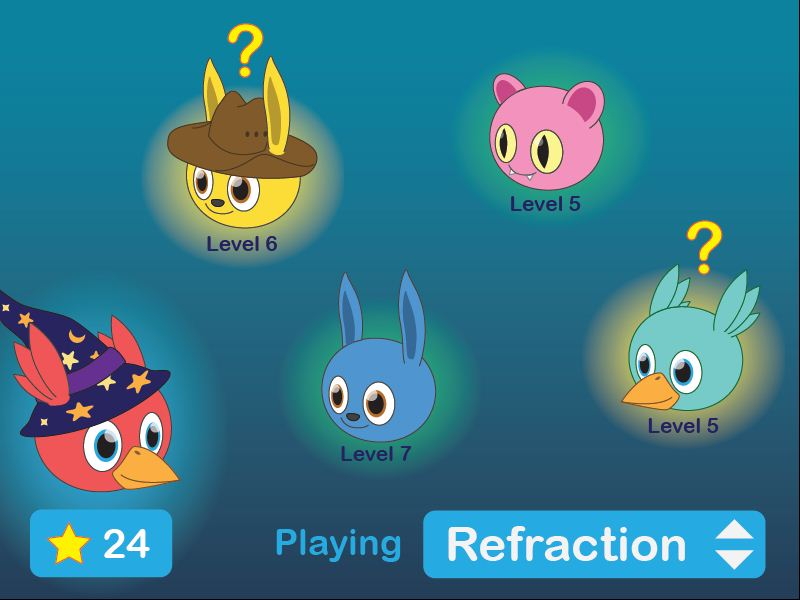 ?
Level 6
Level 5
?
Level 7
Level 5
24
Playing
Refraction